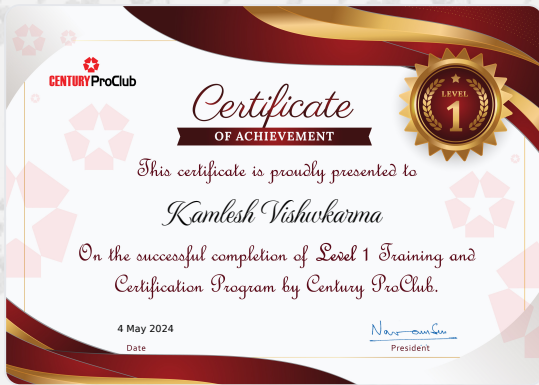 CENTURY ProClub
Certificate
OF ACHIEVEMENT
LEVEL
1
This certificate is proudly presented to
Kamlesh Vishwkarma
On the successful completion of Level 1 Training and
Certification Program by Century ProClub.
4 May 2024
Date
President